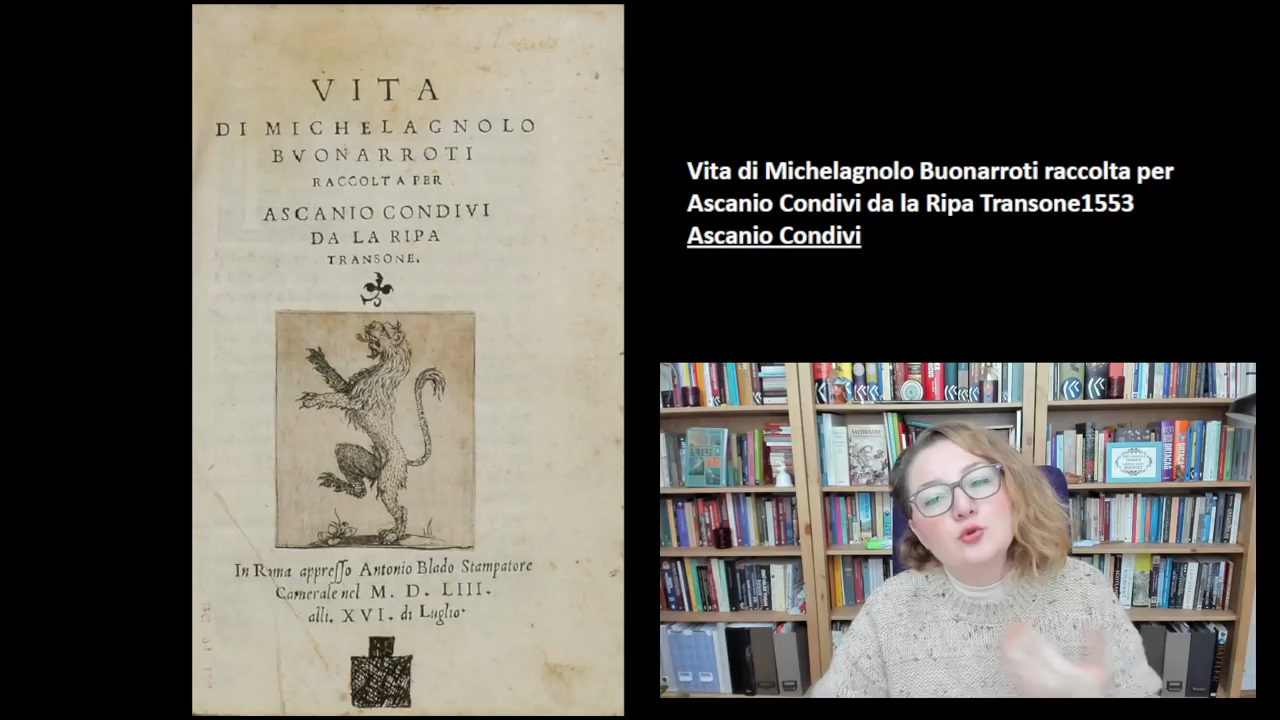 VITA
DI MICHELAGNOLO
BVONARROTI
RACCOLTA PER
ASCANIO CONDIVI
DA LA RIPA
TRANSONE.
In Roma appresso Antonio Blado Stampatore
Camerale nel M. D. LIII.
alli. XVI. di Luglio.
Vita di Michelagnolo Buonarroti raccolta per
Ascanio Condivi da la Ripa Transone1553
Ascanio Condivi
ORTAÇAĞ